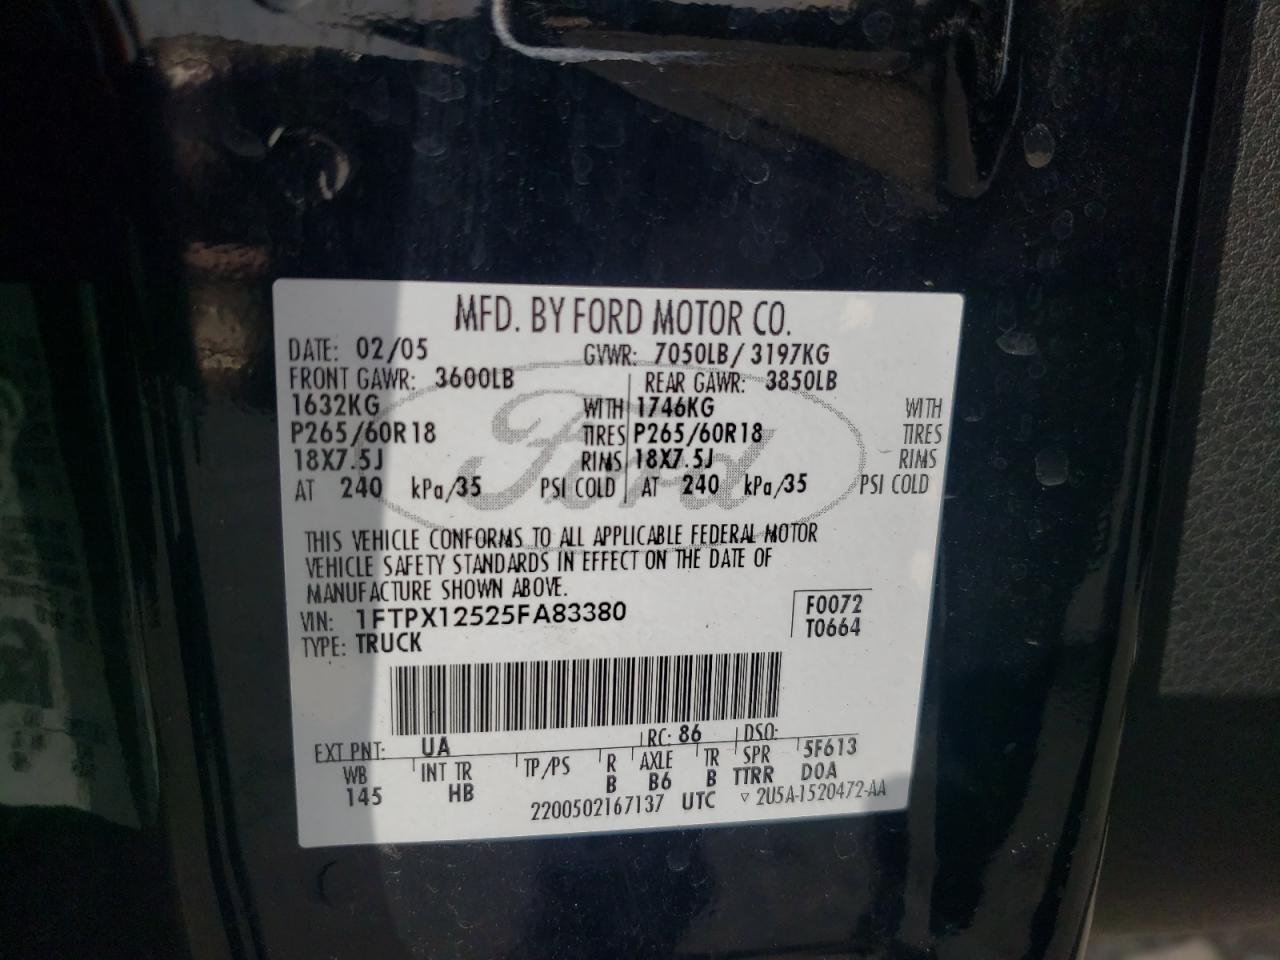 MFD. BY FORD MOTOR CO.
DATE: 02/05 GVWR: 7050LB/ 3197KG
FRONT GAWR: 3600LB REAR GAWR: 3850LB
1632KG WITH 1746KG WITH
P265/60R18 TIRES P265/60R18 TIRES
18X7.5J RIMS 18X7.5J RIMS
AT 240 kPa/35 PSI COLD AT 240 kPa/35 PSI COLD
Ford
THIS VEHICLE CONFORMS TO ALL APPLICABLE FEDERAL MOTOR
VEHICLE SAFETY STANDARDS IN EFFECT ON THE DATE OF
MANUFACTURE SHOWN ABOVE.
VIN: 1FTPX12525FA83380 F0072
TYPE: TRUCK T0664
EXT PNT: UA RC: 86 DSO:
WB INT TR TP/PS R AXLE TR SPR 5F613
145 HB B B6 B TTRR D0A
2200502167137 UTC ▽ 2U5A-1520472-AA